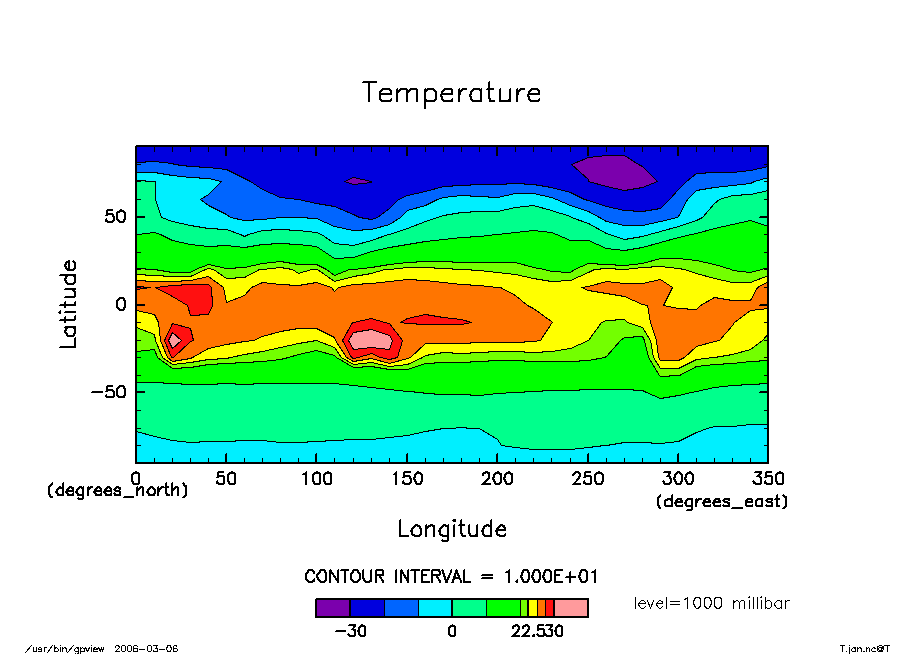 Temperature
50
0
−50
Latitude
0 50 100 150 200 250 300 350
(degrees_north)
(degrees_east)
Longitude
CONTOUR INTERVAL = 1.000E+01
−30 0 22.530
level=1000 millibar
/usr/bin/gpview 2006-03-06
T.jan.nc@T